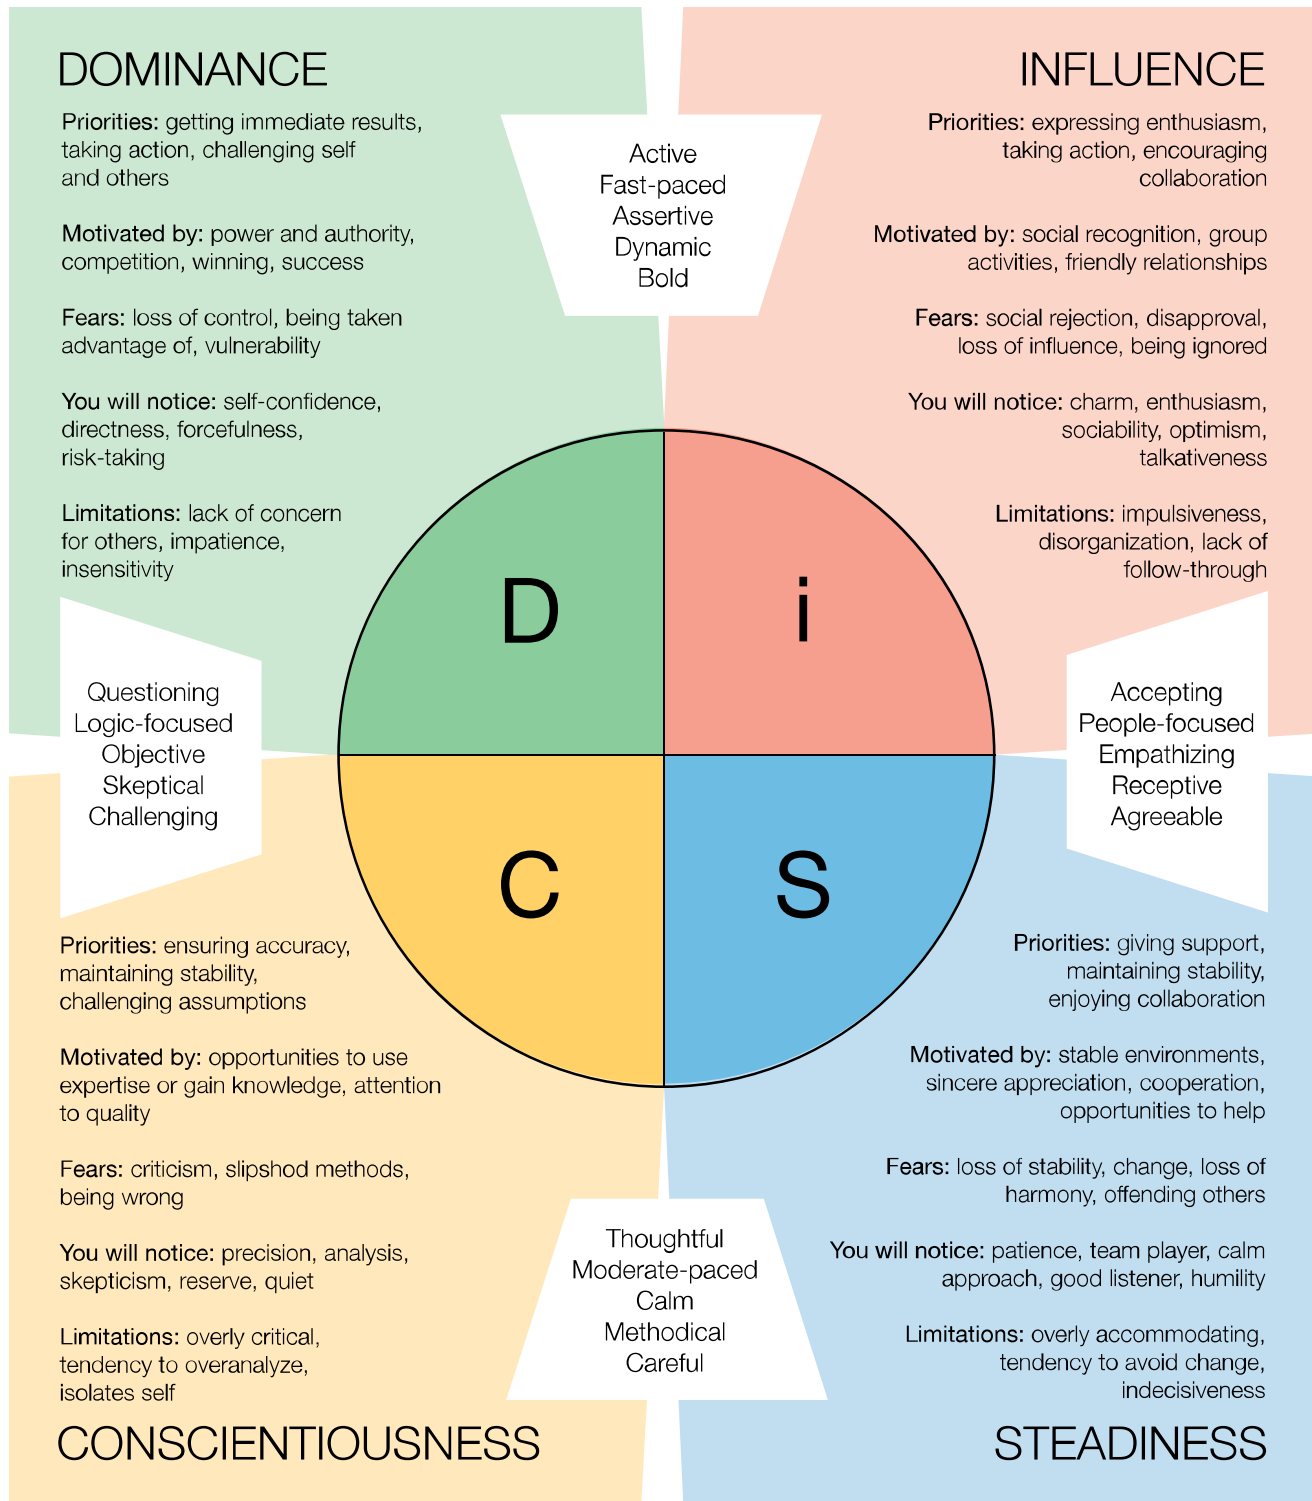 DOMINANCE
Priorities: getting immediate results,
taking action, challenging self
and others
Motivated by: power and authority,
competition, winning, success
Fears: loss of control, being taken
advantage of, vulnerability
You will notice: self-confidence,
directness, forcefulness,
risk-taking
Limitations: lack of concern
for others, impatience,
insensitivity
Active
Fast-paced
Assertive
Dynamic
Bold
INFLUENCE
Priorities: expressing enthusiasm,
taking action, encouraging
collaboration
Motivated by: social recognition, group
activities, friendly relationships
Fears: social rejection, disapproval,
loss of influence, being ignored
You will notice: charm, enthusiasm,
sociability, optimism,
talkativeness
Limitations: impulsiveness,
disorganization, lack of
follow-through
D
i
Questioning
Logic-focused
Objective
Skeptical
Challenging
Accepting
People-focused
Empathizing
Receptive
Agreeable
C
S
Priorities: ensuring accuracy,
maintaining stability,
challenging assumptions
Motivated by: opportunities to use
expertise or gain knowledge, attention
to quality
Fears: criticism, slipshod methods,
being wrong
You will notice: precision, analysis,
skepticism, reserve, quiet
Limitations: overly critical,
tendency to overanalyze,
isolates self
CONSCIENTIOUSNESS
Thoughtful
Moderate-paced
Calm
Methodical
Careful
Priorities: giving support,
maintaining stability,
enjoying collaboration
Motivated by: stable environments,
sincere appreciation, cooperation,
opportunities to help
Fears: loss of stability, change, loss of
harmony, offending others
You will notice: patience, team player, calm
approach, good listener, humility
Limitations: overly accommodating,
tendency to avoid change,
indecisiveness
STEADINESS